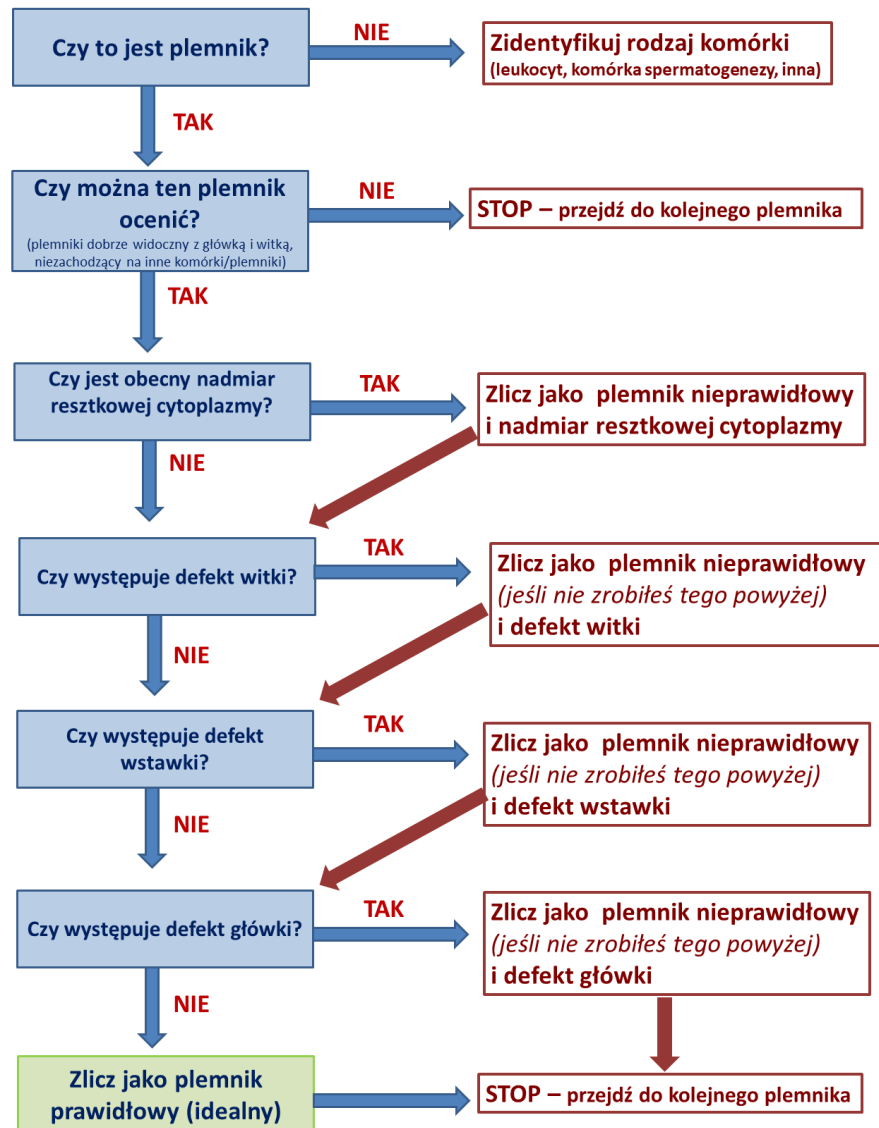 Czy to jest plemnik?
NIE
Zidentyfikuj rodzaj komórki
(leukocyt, komórka spermatogenezy, inna)
TAK
Czy można ten plemnik
ocenić?
(plemniki dobrze widoczny z główką i witką,
niezachodzący na inne komórki/plemniki)
NIE
STOP – przejdź do kolejnego plemnika
TAK
Czy jest obecny nadmiar
resztkowej cytoplazmy?
TAK
Zlicz jako plemnik nieprawidłowy
i nadmiar resztkowej cytoplazmy
NIE
Czy występuje defekt witki?
TAK
Zlicz jako plemnik nieprawidłowy
(jeśli nie zrobiłeś tego powyżej)
i defekt witki
NIE
Czy występuje defekt
wstawki?
TAK
Zlicz jako plemnik nieprawidłowy
(jeśli nie zrobiłeś tego powyżej)
i defekt wstawki
NIE
Czy występuje defekt główki?
TAK
Zlicz jako plemnik nieprawidłowy
(jeśli nie zrobiłeś tego powyżej)
i defekt główki
NIE
Zlicz jako plemnik
prawidłowy (idealny)
STOP – przejdź do kolejnego plemnika